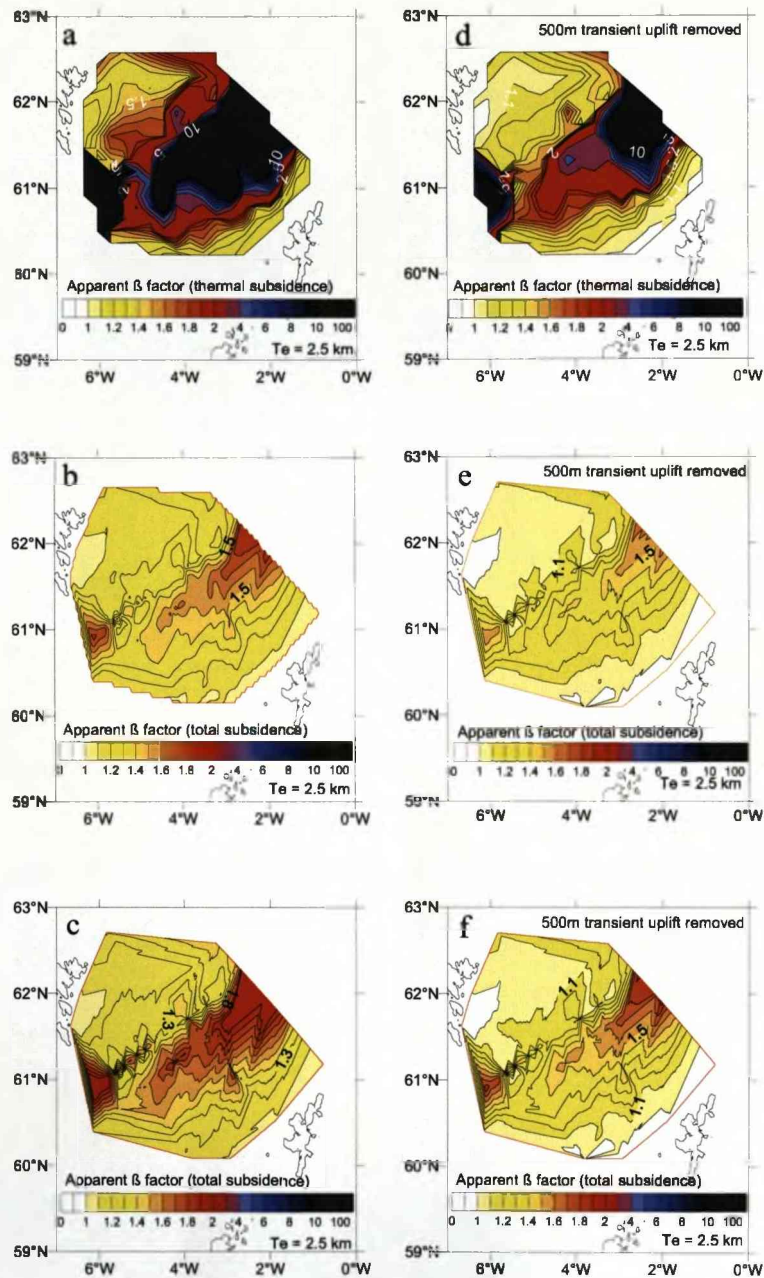 63°N
a
62°N
61°N
60°N
59°N
1.5
10
2
10
Apparent ß factor (thermal subsidence)
0 1 1.2 1.4 1.6 1.8 2 4 6 8 10 100
Te = 2.5 km
6°W 4°W 2°W 0°W
63°N
d
500m transient uplift removed
62°N
61°N
60°N
59°N
1.1
2
10
1.1
Apparent ß factor (thermal subsidence)
1 1.2 1.4 1.6 1.8 2 4 6 8 10 100
Te = 2.5 km
6°W 4°W 2°W 0°W
63°N
b
62°N
61°N
60°N
59°N
1.5
1.5
Apparent ß factor (total subsidence)
0 1 1.2 1.4 1.6 1.8 2 4 6 8 10 100
Te = 2.5 km
6°W 4°W 2°W 0°W
63°N
e
500m transient uplift removed
62°N
61°N
60°N
59°N
1.1
1.5
Apparent ß factor (total subsidence)
0 1 1.2 1.4 1.6 1.8 2 4 6 8 10 100
Te = 2.5 km
6°W 4°W 2°W 0°W
63°N
c
62°N
61°N
60°N
59°N
1.3
1.8
1.3
Apparent ß factor (total subsidence)
0 1 1.2 1.4 1.6 1.8 2 4 6 8 10 100
Te = 2.5 km
6°W 4°W 2°W 0°W
63°N
f
500m transient uplift removed
62°N
61°N
60°N
59°N
1.1
1.5
1.1
Apparent ß factor (total subsidence)
0 1 1.2 1.4 1.6 1.8 2 4 6 8 10 100
Te = 2.5 km
6°W 4°W 2°W 0°W